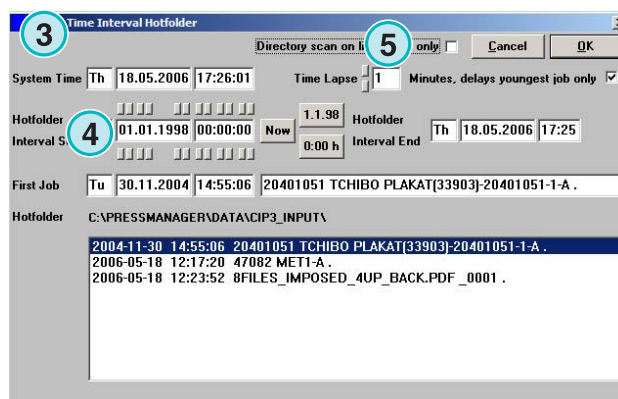 3 Time Interval Hotfolder
Directory scan on li 5 only Cancel OK
System Time Th 18.05.2006 17:26:01 Time Lapse 1 Minutes, delays youngest job only
Hotfolder
Interval S 4 01.01.1998 00:00:00 Now 1.1.98 0:00 h Hotfolder
Interval End Th 18.05.2006 17:25
First Job Tu 30.11.2004 14:55:06 20401051 TCHIBO PLAKAT(33903)-20401051-1-A .
Hotfolder C:\PRESSMANAGER\DATA\CIP3_INPUT\
2004-11-30 14:55:06 20401051 TCHIBO PLAKAT(33903)-20401051-1-A .
2006-05-18 12:17:20 47082 MET1-A .
2006-05-18 12:23:52 8FILES_IMPOSED_4UP_BACK.PDF _0001 .